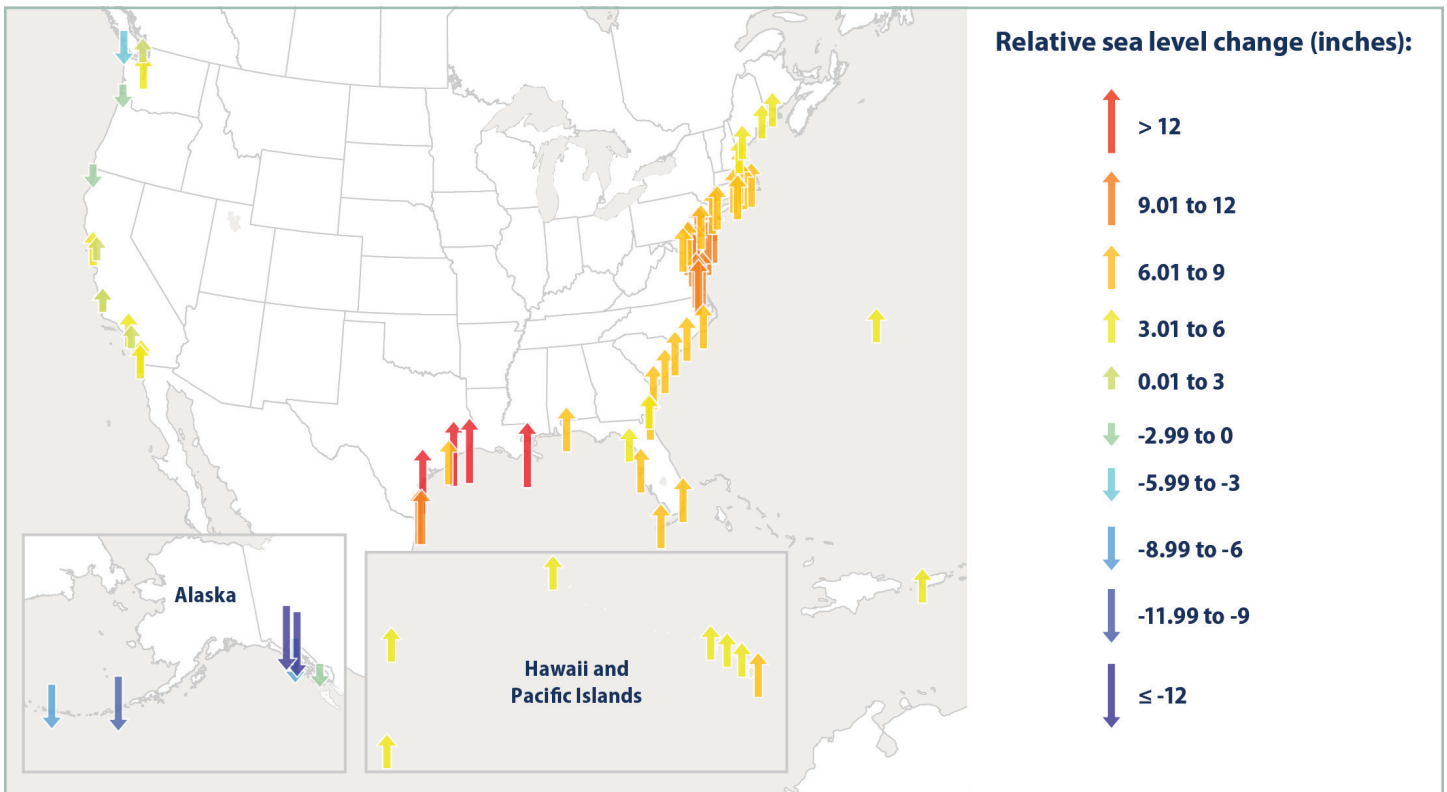 Relative sea level change (inches):
> 12
9.01 to 12
6.01 to 9
3.01 to 6
0.01 to 3
-2.99 to 0
-5.99 to -3
-8.99 to -6
-11.99 to -9
≤ -12
Alaska
Hawaii and
Pacific Islands